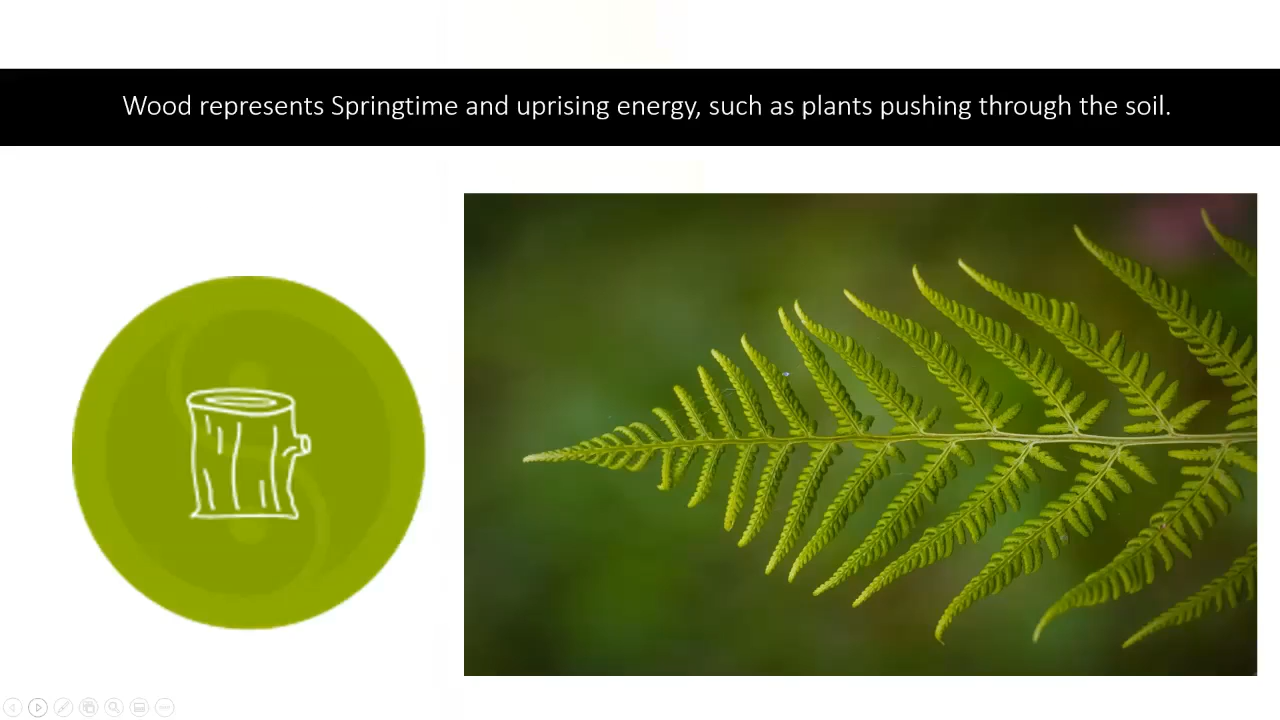 Wood represents Springtime and uprising energy, such as plants pushing through the soil.